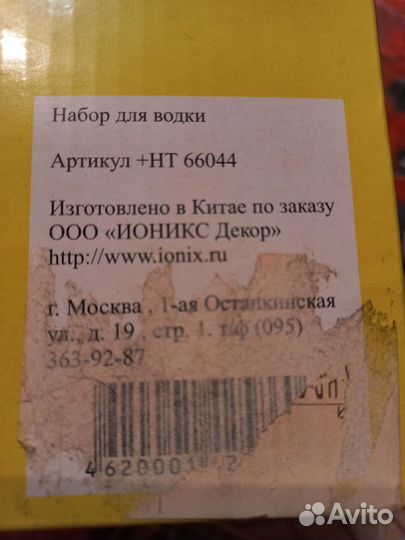 Набор для водки
Артикул +НТ 66044
Изготовлено в Китае по заказу
ООО «ИОНИКС Декор»
http://www.ionix.ru
г. Москва , 1-ая Останкинская
ул., д. 19 , стр. 1. т/ф (095)
363-92-87
4620001
Avito